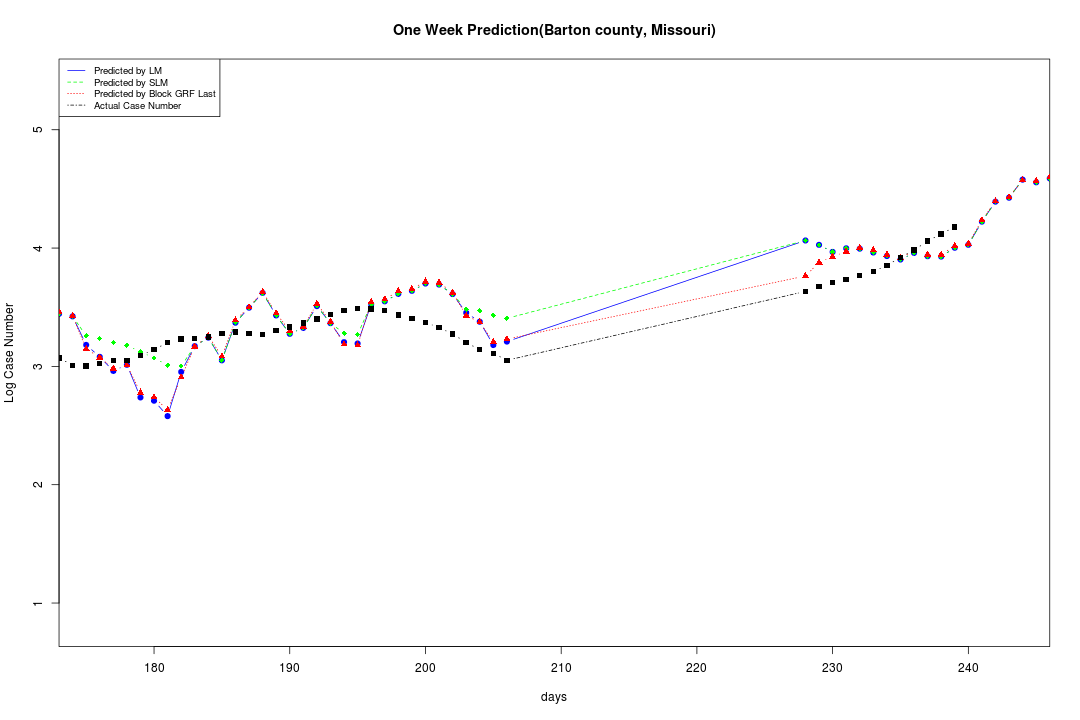 One Week Prediction(Barton county, Missouri)
Predicted by LM
Predicted by SLM
Predicted by Block GRF Last
Actual Case Number
5
4
3
2
1
Log Case Number
180 190 200 210 220 230 240
days